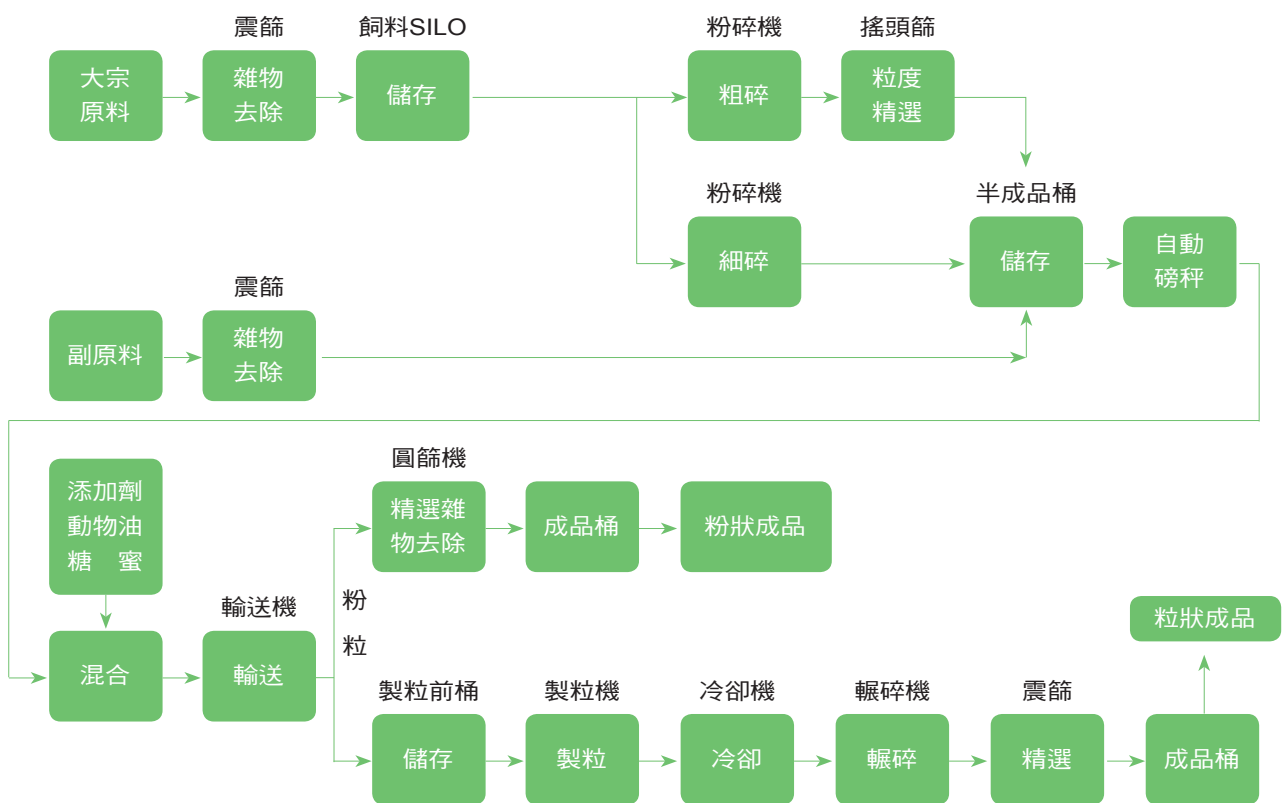 震篩
飼料SILO
粉碎機
搖頭篩
大宗
原料
雜物
去除
儲存
粗碎
粒度
精選
粉碎機
半成品桶
細碎
儲存
自動
磅秤
震篩
副原料
雜物
去除
圓篩機
添加劑
動物油
糖　蜜
精選雜
物去除
成品桶
粉狀成品
粉
粒
輸送機
混合
輸送
粒狀成品
製粒前桶
製粒機
冷卻機
輾碎機
震篩
儲存
製粒
冷卻
輾碎
精選
成品桶